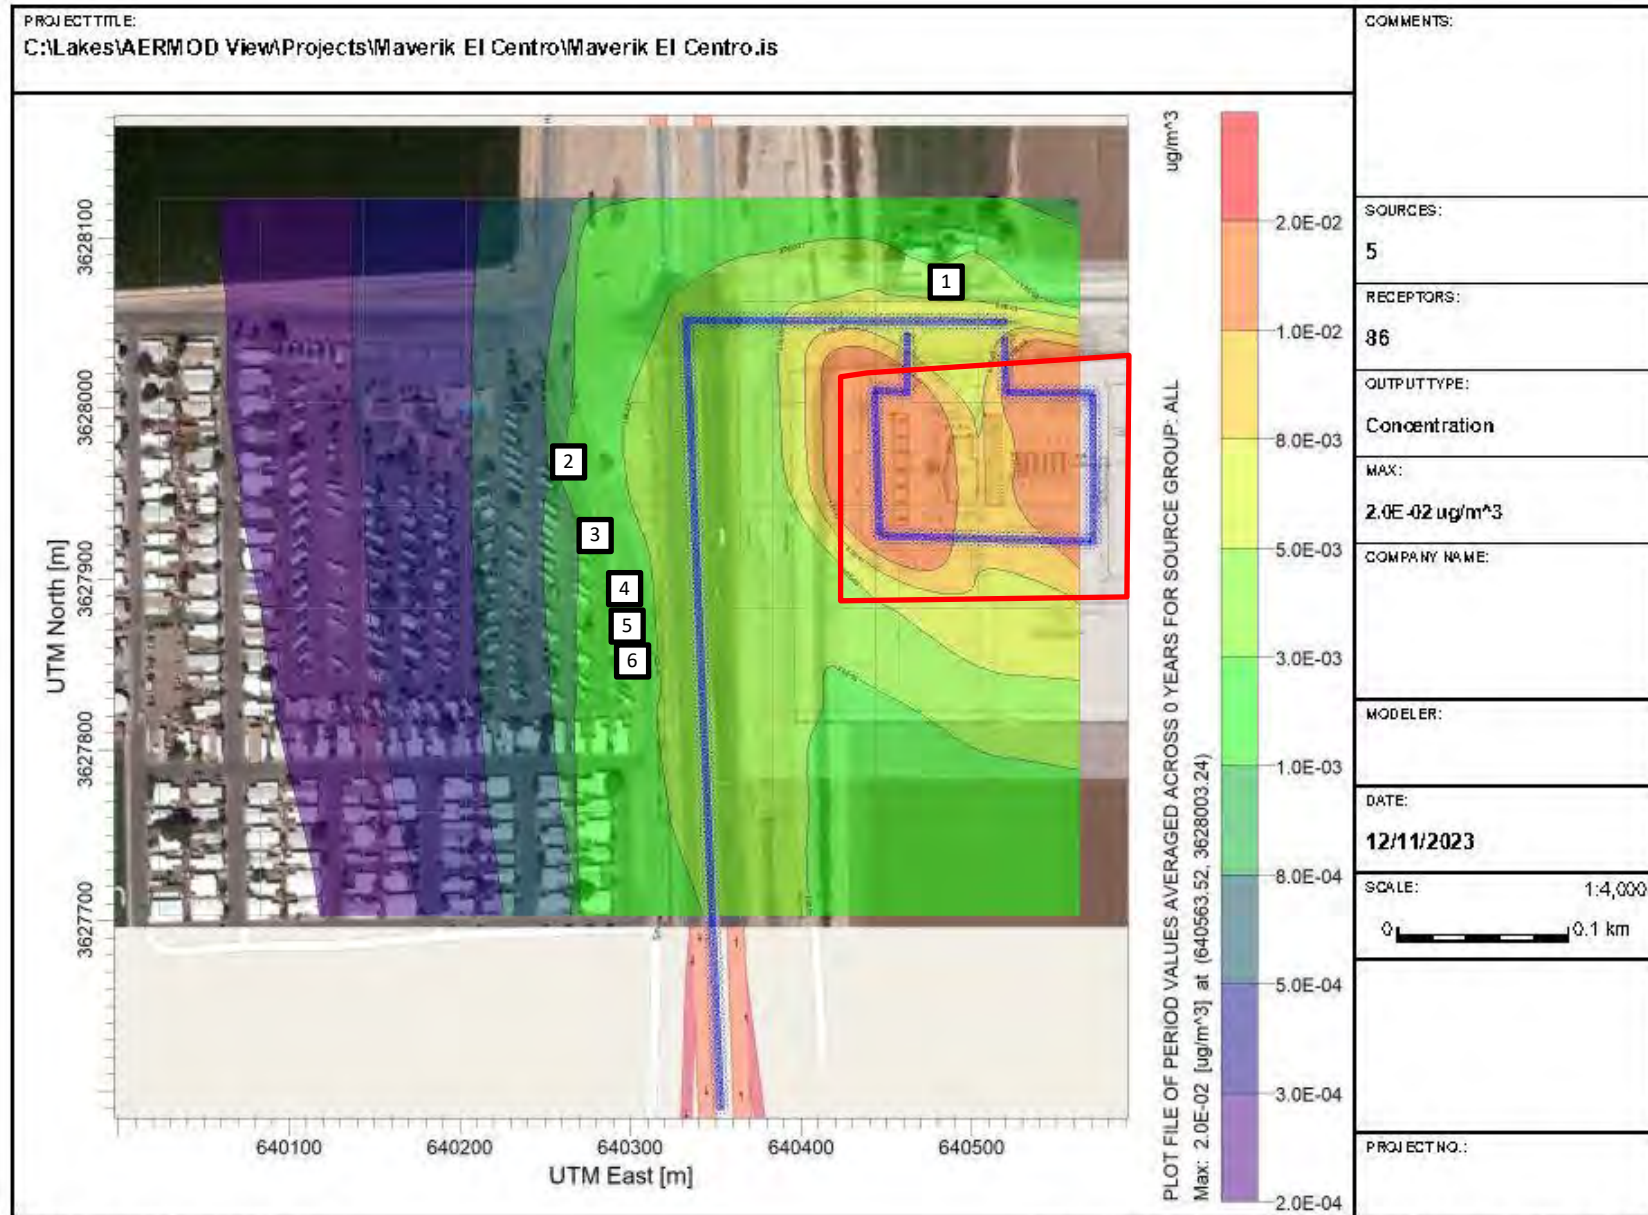 PROJECT TITLE:
C:\Lakes\AERMOD View\Projects\Maverik El Centro\Maverik El Centro.is
COMMENTS:
SOURCES:
5
RECEPTORS:
86
OUTPUT TYPE:
Concentration
MAX:
2.0E-02 ug/m^3
COMPANY NAME:
MODELER:
DATE:
12/11/2023
SCALE:
1:4,000
0
0.1 km
PROJECT NO.:
UTM North [m]
3628100
3628000
3627900
3627800
3627700
640100
640200
640300
640400
640500
UTM East [m]
1
2
3
4
5
6
PLOT FILE OF PERIOD VALUES AVERAGED ACROSS 0 YEARS FOR SOURCE GROUP: ALL
Max: 2.0E-02 [ug/m^3] at (640563.52, 3628003.24)
ug/m^3
2.0E-02
1.0E-02
8.0E-03
5.0E-03
3.0E-03
1.0E-03
8.0E-04
5.0E-04
3.0E-04
2.0E-04